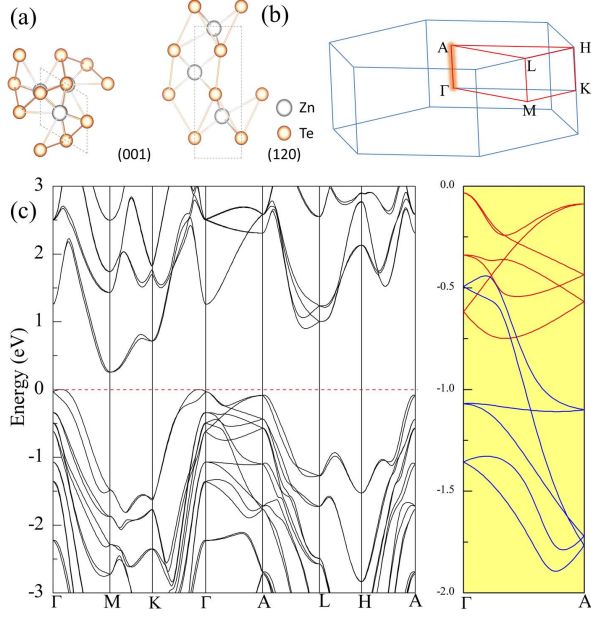 (a)
Zn
Te
(001)
(120)
(b)
A
H
L
Γ
K
M
(c)
Energy (eV)
3
2
1
0
-1
-2
-3
Γ
M
K
Γ
A
L
H
A
0.0
-0.5
-1.0
-1.5
-2.0
Γ
A